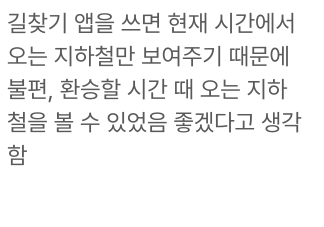 길찾기 앱을 쓰면 현재 시간에서
오는 지하철만 보여주기 때문에
불편, 환승할 시간 때 오는 지하
철을 볼 수 있었음 좋겠다고 생각
함